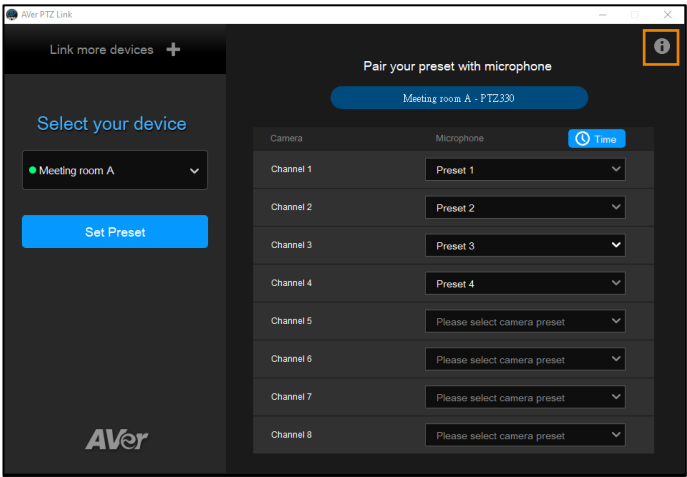 AVer PTZ Link
Link more devices +
Select your device
Meeting room A
Set Preset
AVer
Pair your preset with microphone
Meeting room A - PTZ330
Camera Microphone Time
Channel 1 Preset 1
Channel 2 Preset 2
Channel 3 Preset 3
Channel 4 Preset 4
Channel 5 Please select camera preset
Channel 6 Please select camera preset
Channel 7 Please select camera preset
Channel 8 Please select camera preset